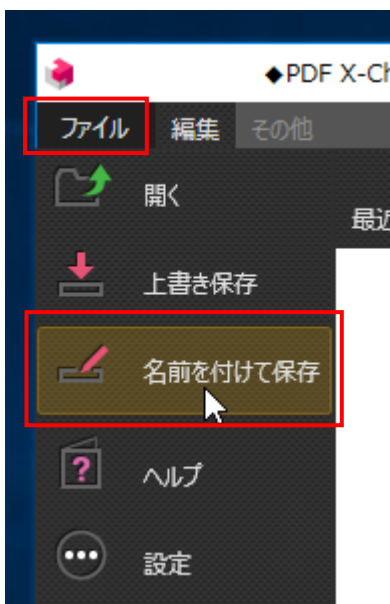 ◆PDF X-Ch
ファイル 編集 その他
開く
最近
上書き保存
名前を付けて保存
ヘルプ
設定